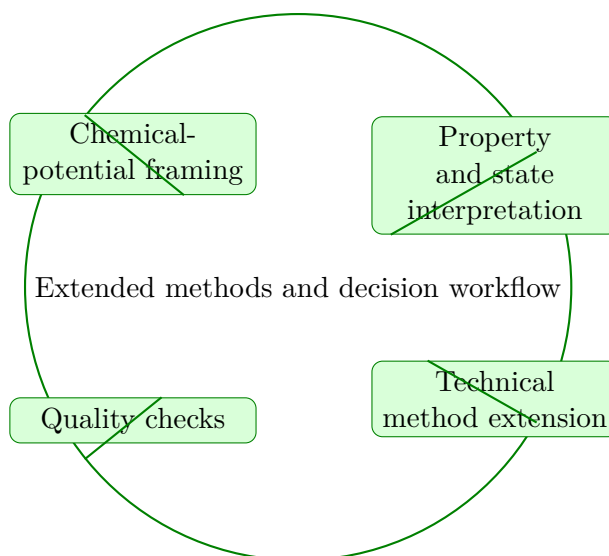 Chemical-
potential framing
Property
and state
interpretation
Extended methods and decision workflow
Quality checks
Technical
method extension